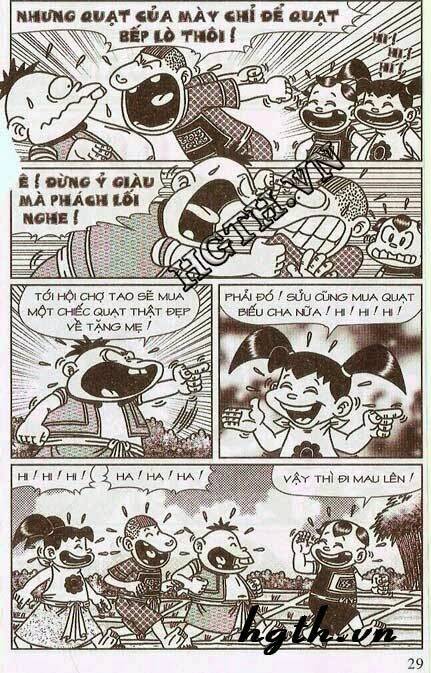 NHƯNG QUẠT CỦA MÀY CHỈ ĐỂ QUẠT
BẾP LÒ THÔI!
HI!
HI!
HI!
Ê! ĐỪNG Ỷ GIÀU
MÀ PHÁCH LỐI
NGHE!
HGTH.VN
TỚI HỘI CHỢ TAO SẼ MUA
MỘT CHIẾC QUẠT THẬT ĐẸP
VỀ TẶNG MẸ!
PHẢI ĐÓ! SỬU CŨNG MUA QUẠT
BIẾU CHA NỮA! HI! HI! HI!
HI! HI! HI!
HA! HA! HA!
VẬY THÌ ĐI MAU LÊN!
hgth.vn
29